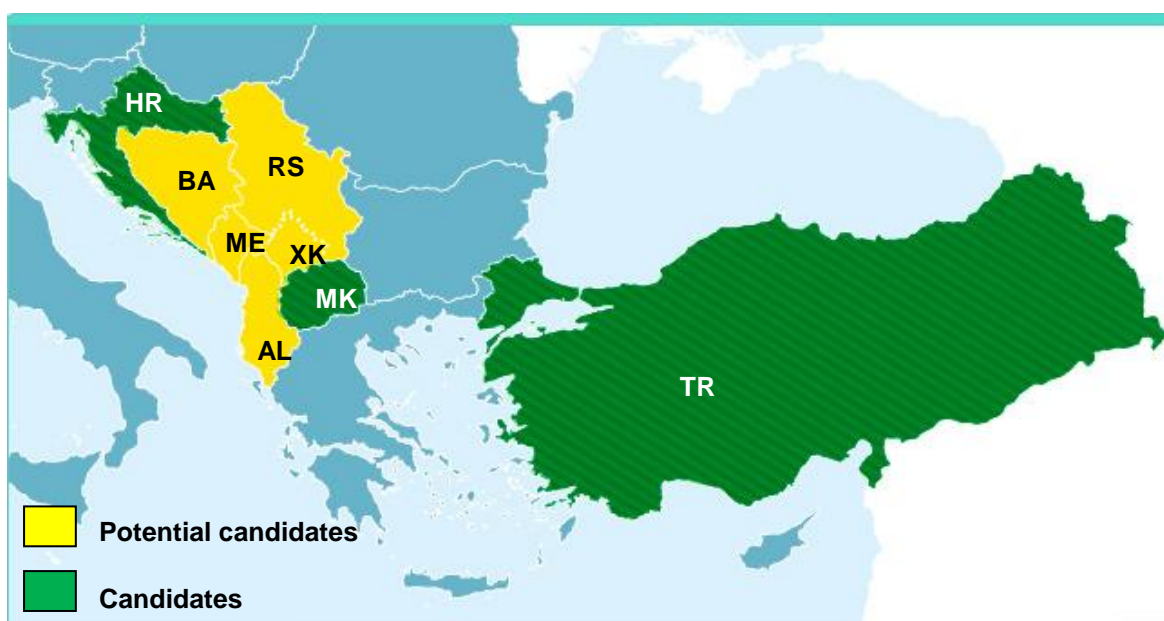 HR
RS
BA
ME
XK
MK
AL
TR
Potential candidates
Candidates